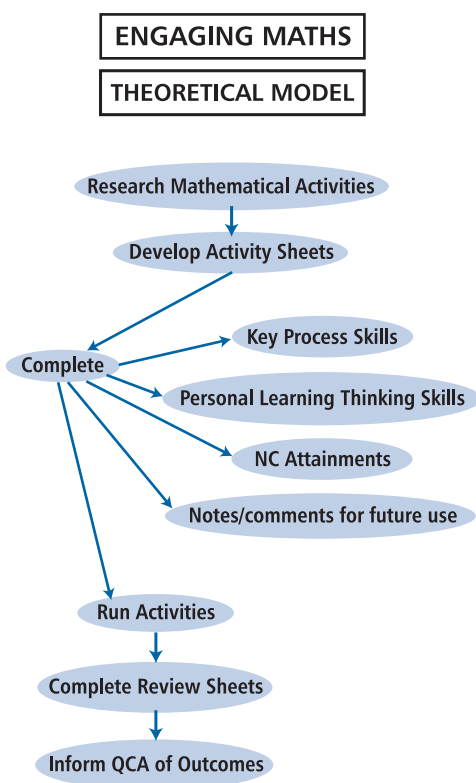 ENGAGING MATHS
THEORETICAL MODEL
Research Mathematical Activities
Develop Activity Sheets
Key Process Skills
Complete
Personal Learning Thinking Skills
NC Attainments
Notes/comments for future use
Run Activities
Complete Review Sheets
Inform QCA of Outcomes